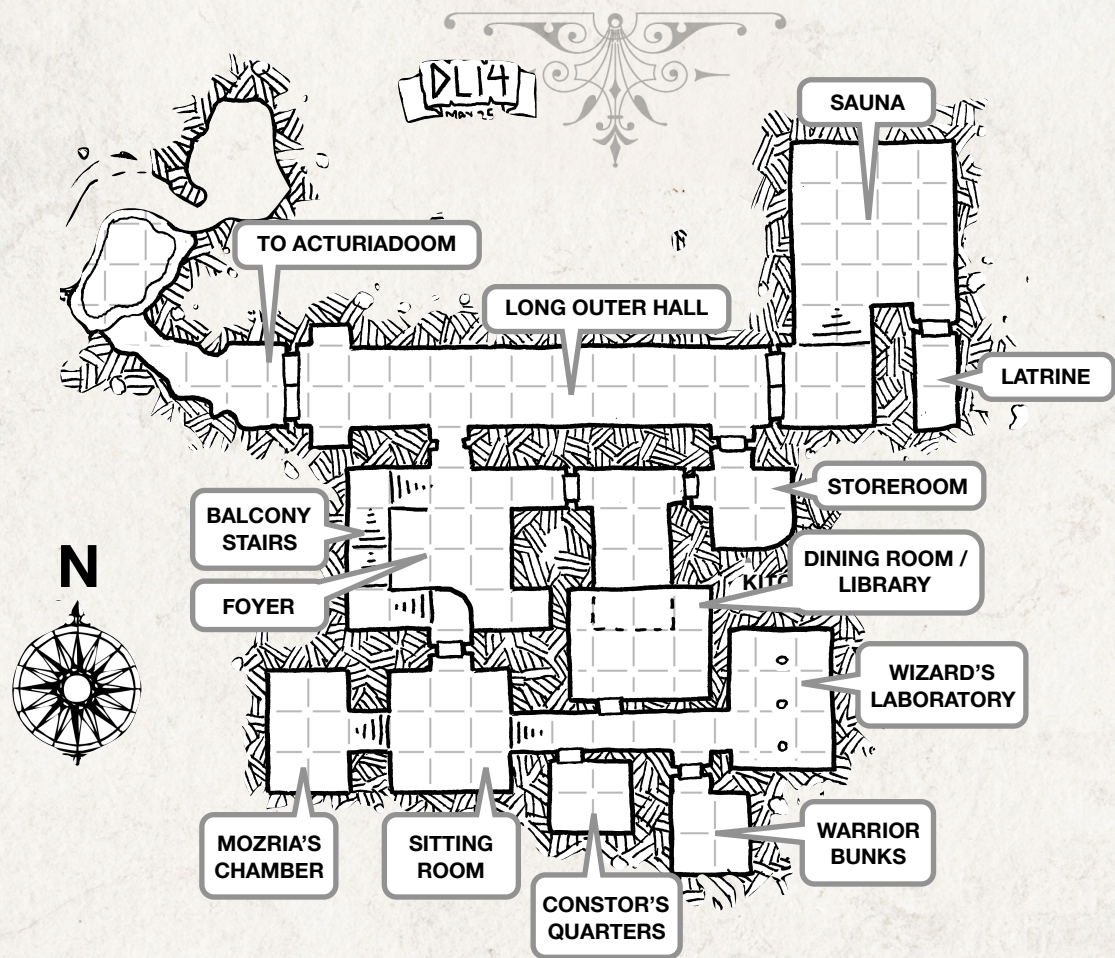 DL14
MAY 25
SAUNA
TO ACTURIADOOM
LONG OUTER HALL
LATRINE
STOREROOM
BALCONY
STAIRS
DINING ROOM /
LIBRARY
N
FOYER
WIZARD'S
LABORATORY
MOZRIA'S
CHAMBER
SITTING
ROOM
WARRIOR
BUNKS
CONSTOR'S
QUARTERS